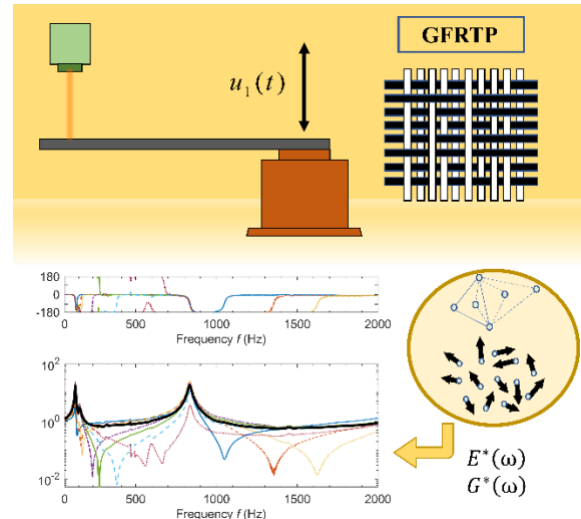 GFRTP
u₁(t)
180
0
-180
0 500 1000 1500 2000
Frequency f (Hz)
10²
10⁰
10⁻²
0 500 1000 1500 2000
Frequency f (Hz)
E*(ω)
G*(ω)